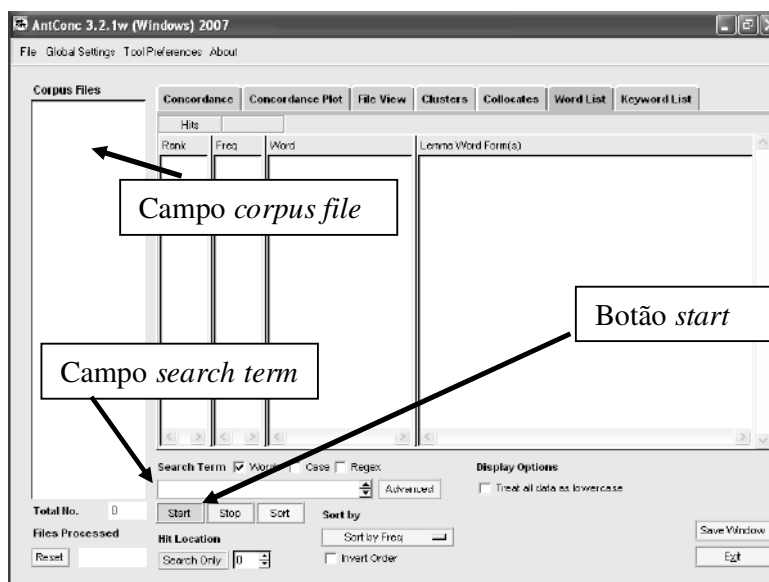 AntConc 3.2.1w (Windows) 2007
File Global Settings Tool Preferences About
Corpus Files
Concordance Concordance Plot File View Clusters Collocates Word List Keyword List
Hits
Rank Freq Word Lemma Word Form(s)
Campo corpus file
Botão start
Campo search term
Search Term Words Case Regex
Display Options
Advanced
Treat all data as lowercase
Total No. 0
Start Stop Sort
Sort by
Files Processed
Hit Location
Sort by Freq
Save Window
Reset
Search Only 0
Invert Order
Exit